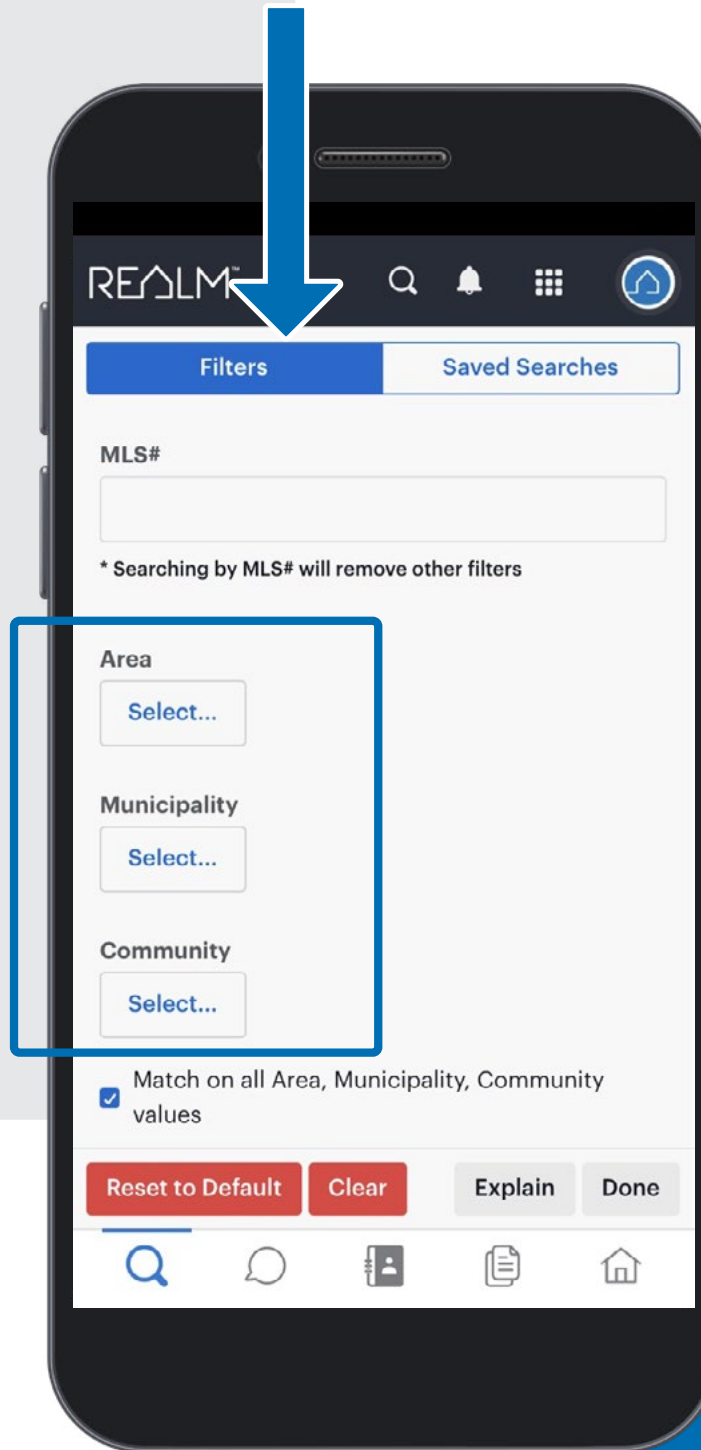 REALM™
Filters
Saved Searches
MLS#
* Searching by MLS# will remove other filters
Area
Select...
Municipality
Select...
Community
Select...
Match on all Area, Municipality, Community
values
Reset to Default
Clear
Explain
Done